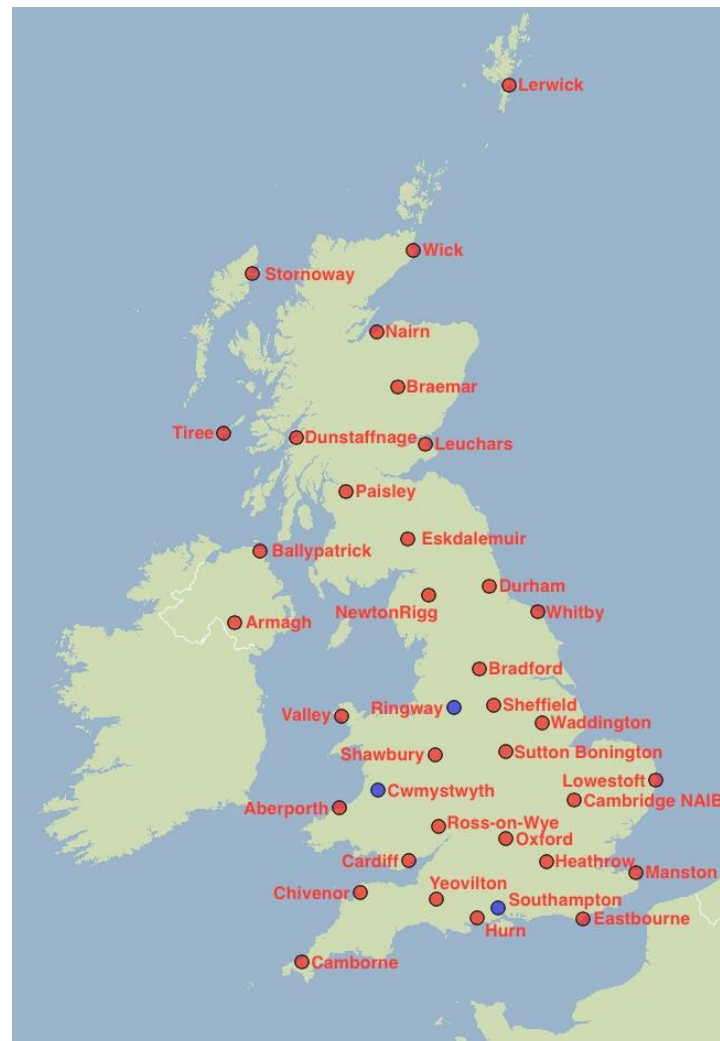 Lerwick
Wick
Stornoway
Nairn
Braemar
Tiree
Dunstaffnage
Leuchars
Paisley
Eskdalemuir
Ballypatrick
Durham
NewtonRigg
Whitby
Armagh
Bradford
Ringway
Sheffield
Valley
Waddington
Shawbury
Sutton Bonington
Lowestoft
Cwmystwyth
Cambridge NAIB
Aberporth
Ross-on-Wye
Oxford
Cardiff
Heathrow
Manston
Chivenor
Yeovilton
Southampton
Eastbourne
Hurn
Camborne